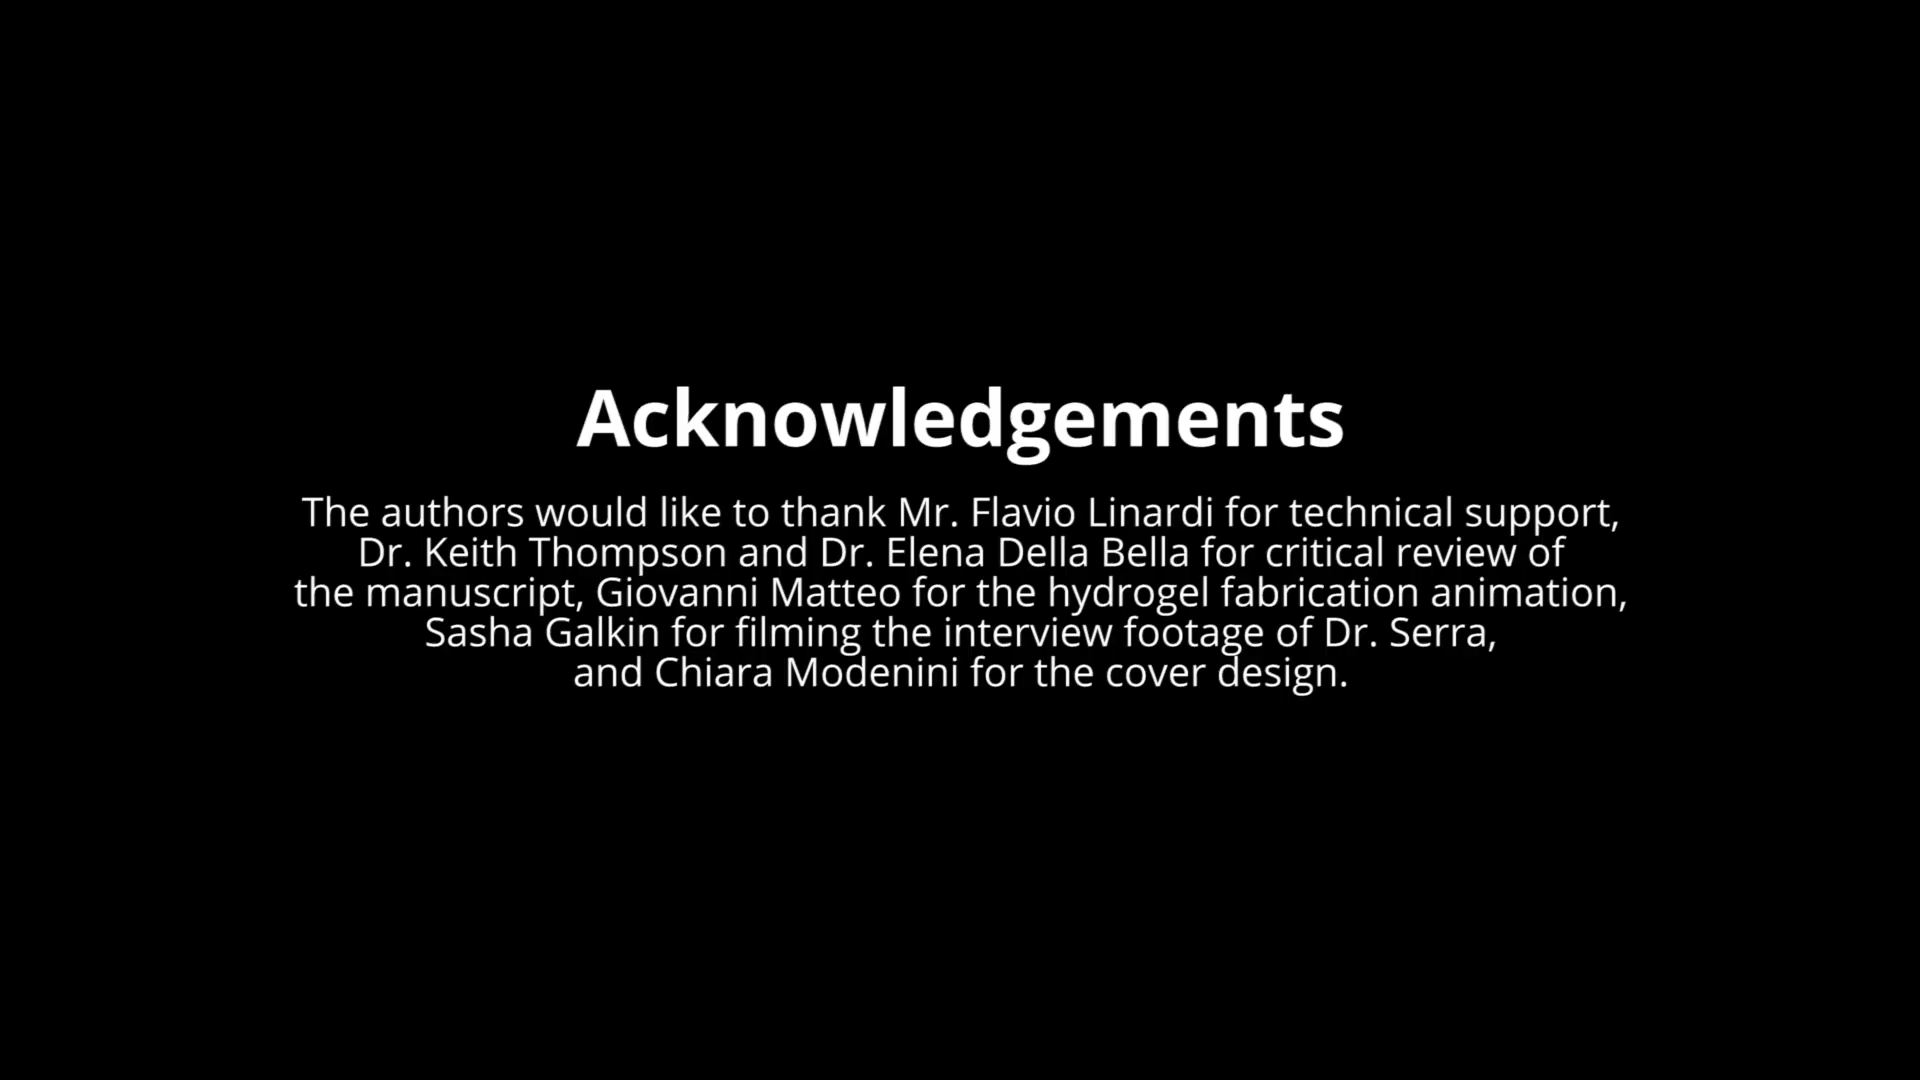 Acknowledgements
The authors would like to thank Mr. Flavio Linardi for technical support,
Dr. Keith Thompson and Dr. Elena Della Bella for critical review of
the manuscript, Giovanni Matteo for the hydrogel fabrication animation,
Sasha Galkin for filming the interview footage of Dr. Serra,
and Chiara Modenini for the cover design.